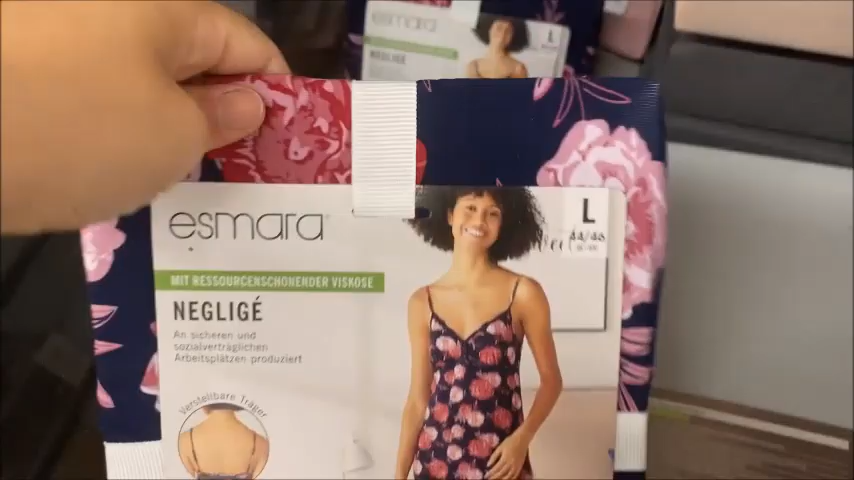 esmara
L
NEGLIGÉ
esmara®
L
44/46
MIT RESSOURCENSCHONENDER VISKOSE
NEGLIGÉ
An sicheren und
sozialverträglichen
Arbeitsplätzen produziert
Verstellbare Träger